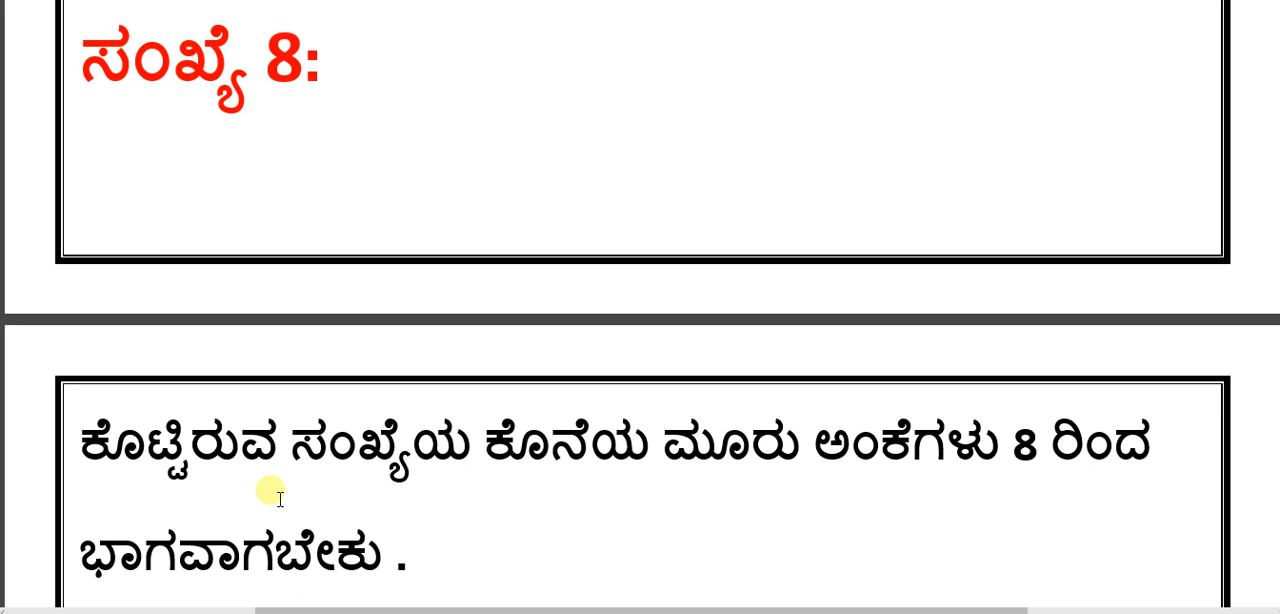 ಸಂಖ್ಯೆ 8:
ಕೊಟ್ಟಿರುವ ಸಂಖ್ಯೆಯ ಕೊನೆಯ ಮೂರು ಅಂಕೆಗಳು 8 ರಿಂದ
ಭಾಗವಾಗಬೇಕು .